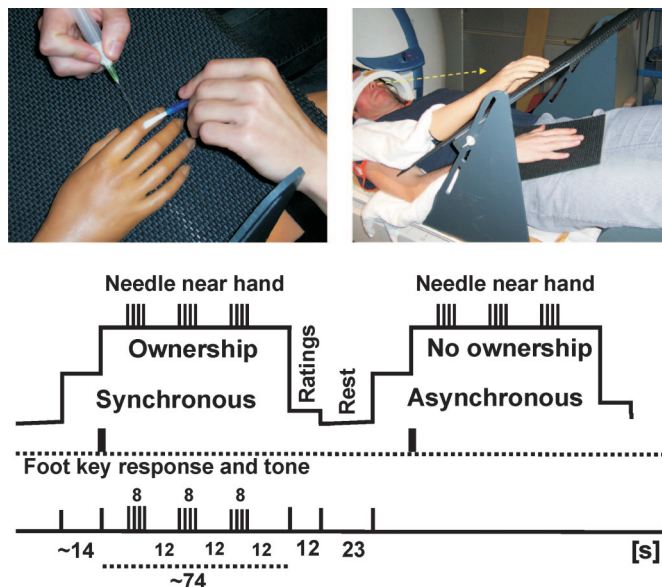 Needle near hand
Needle near hand
Ownership
Ratings
Rest
No ownership
Synchronous
Asynchronous
Foot key response and tone
8 8 8
~14 12 12 12 12 23 [s]
~74